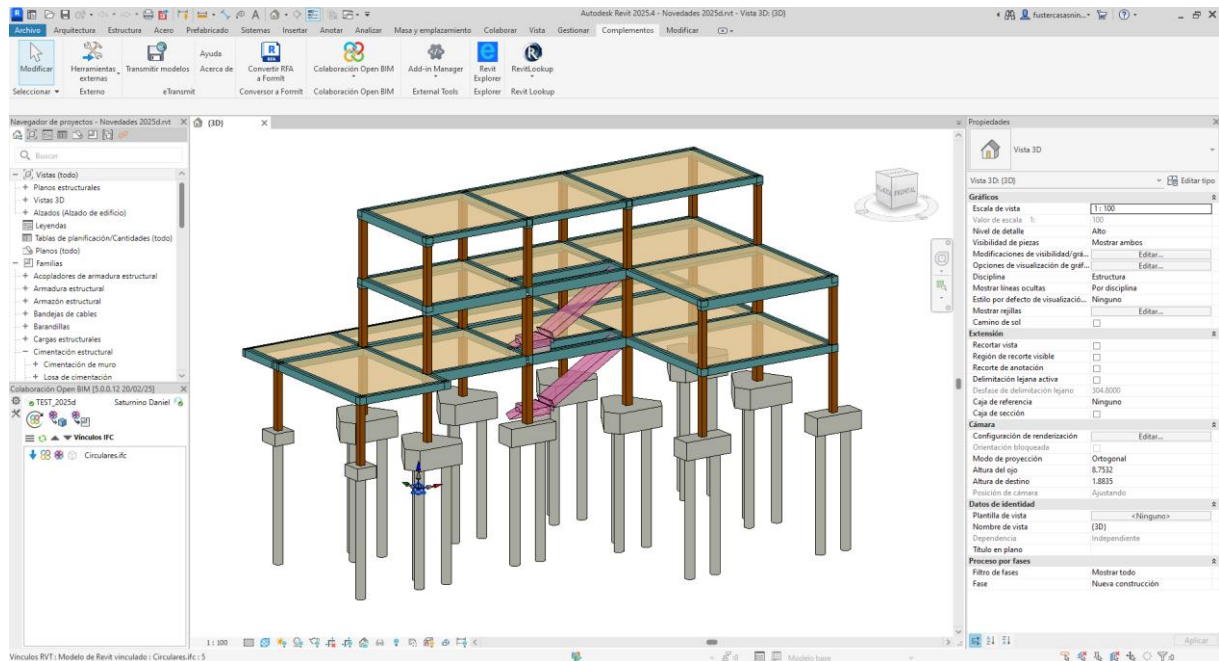 Autodesk Revit 2025.4 - Novedades 2025d.rvt - Vista 3D: {3D}
fustercasasnin...
Archivo Arquitectura Estructura Acero Prefabricado Sistemas Insertar Anotar Analizar Masa y emplazamiento Colaborar Vista Gestionar Complementos Modificar
Modificar
Herramientas externas
Transmitir modelos
Ayuda
Acerca de
Convertir RFA a FormIt
Colaboración Open BIM
Add-in Manager
Revit Explorer
RevitLookup
Seleccionar
Externo
eTransmit
Conversor a FormIt
Colaboración Open BIM
External Tools
Explorer
Revit Lookup
Navegador de proyectos - Novedades 2025d.rvt
Buscar
Vistas (todo)
Planos estructurales
Vistas 3D
Alzados (Alzado de edificio)
Leyendas
Tablas de planificación/Cantidades (todo)
Planos (todo)
Familias
Acopladores de armadura estructural
Armadura estructural
Armazón estructural
Bandejas de cables
Barandillas
Cargas estructurales
Cimentación estructural
Cimentación de muro
Losa de cimentación
Colaboración Open BIM [5.0.0.12 20/02/25]
TEST_2025d Saturnino Daniel
Vínculos IFC
Circulares.ifc
{3D}
FRONTAL
1 : 100
Propiedades
Vista 3D
Vista 3D: {3D} Editar tipo
Gráficos
Escala de vista 1 : 100
Valor de escala 1: 100
Nivel de detalle Alto
Visibilidad de piezas Mostrar ambos
Modificaciones de visibilidad/grá... Editar...
Opciones de visualización de gráf... Editar...
Disciplina Estructura
Mostrar líneas ocultas Por disciplina
Estilo por defecto de visualizació... Ninguno
Mostrar rejillas Editar...
Camino de sol
Extensión
Recortar vista
Región de recorte visible
Recorte de anotación
Delimitación lejana activa
Desfase de delimitación lejano 304.8000
Caja de referencia Ninguno
Caja de sección
Cámara
Configuración de renderización Editar...
Orientación bloqueada
Modo de proyección Ortogonal
Altura del ojo 8.7532
Altura de destino 1.8835
Posición de cámara Ajustando
Datos de identidad
Plantilla de vista <Ninguno>
Nombre de vista {3D}
Dependencia Independiente
Título en plano
Proceso por fases
Filtro de fases Mostrar todo
Fase Nueva construcción
Aplicar
Vínculos RVT : Modelo de Revit vinculado : Circulares.ifc : 5
:0
Modelo base
:0